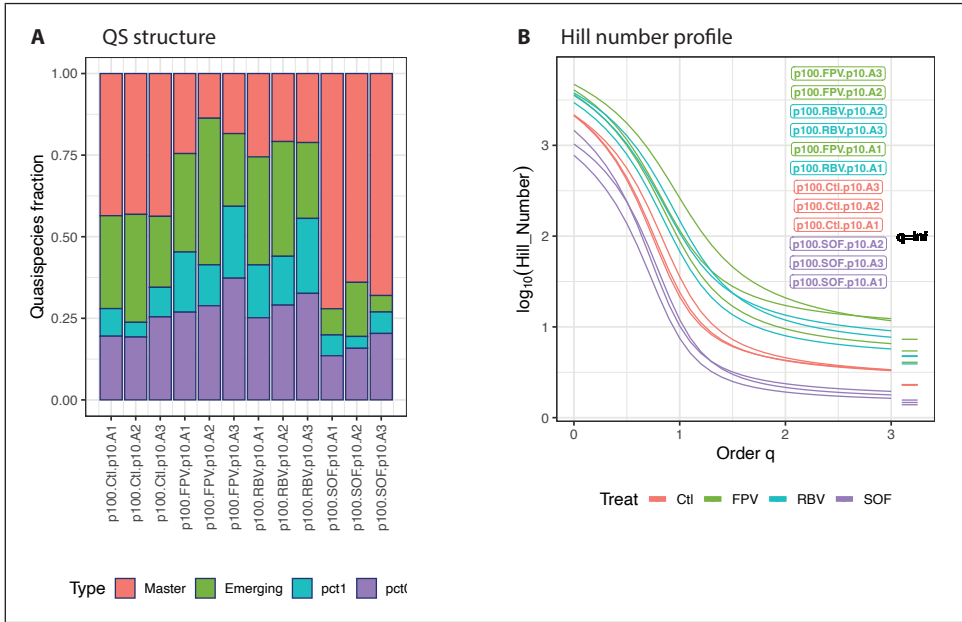 A QS structure
Quasispecies fraction
1.00
0.75
0.50
0.25
0.00
p100.Ctl.p10.A1
p100.Ctl.p10.A2
p100.Ctl.p10.A3
p100.FPV.p10.A1
p100.FPV.p10.A2
p100.FPV.p10.A3
p100.RBV.p10.A1
p100.RBV.p10.A2
p100.RBV.p10.A3
p100.SOF.p10.A1
p100.SOF.p10.A2
p100.SOF.p10.A3
Type Master Emerging pct1 pct(
B Hill number profile
log10(Hill_Number)
3
2
1
0
p100.FPV.p10.A3
p100.FPV.p10.A2
p100.RBV.p10.A2
p100.RBV.p10.A3
p100.FPV.p10.A1
p100.RBV.p10.A1
p100.Ctl.p10.A3
p100.Ctl.p10.A2
p100.Ctl.p10.A1
p100.SOF.p10.A2
p100.SOF.p10.A3
p100.SOF.p10.A1
q=inf
0 1 2 3
Order q
Treat Ctl FPV RBV SOF